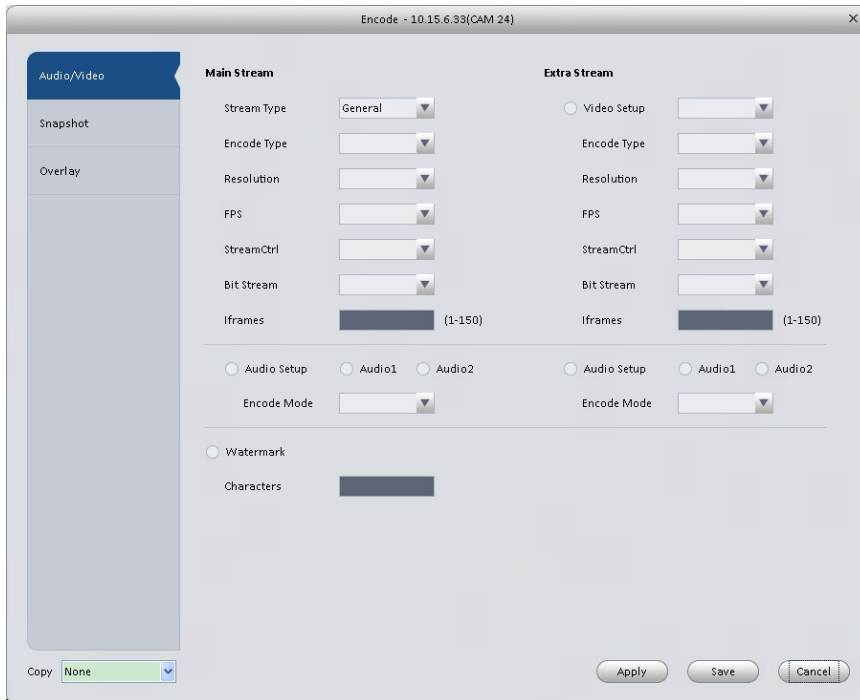 Encode - 10.15.6.33(CAM 24)
Audio/Video
Snapshot
Overlay
Main Stream
Stream Type General
Encode Type
Resolution
FPS
StreamCtrl
Bit Stream
Iframes (1-150)
Audio Setup Audio1 Audio2
Encode Mode
Watermark
Characters
Extra Stream
Video Setup
Encode Type
Resolution
FPS
StreamCtrl
Bit Stream
Iframes (1-150)
Audio Setup Audio1 Audio2
Encode Mode
Copy None
Apply Save Cancel